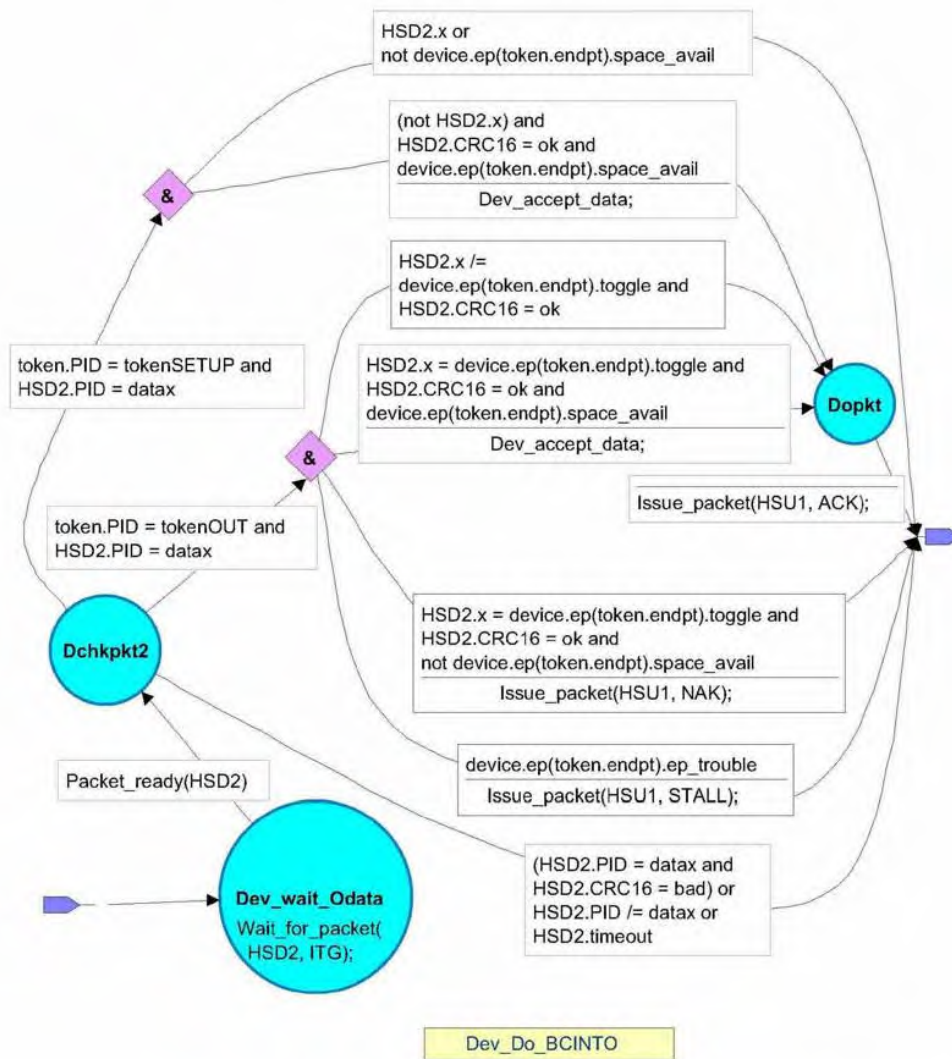 HSD2.x or
not device.ep(token.endpt).space_avail
(not HSD2.x) and
HSD2.CRC16 = ok and
device.ep(token.endpt).space_avail
Dev_accept_data;
&
HSD2.x /=
device.ep(token.endpt).toggle and
HSD2.CRC16 = ok
token.PID = tokenSETUP and
HSD2.PID = datax
HSD2.x = device.ep(token.endpt).toggle and
HSD2.CRC16 = ok and
device.ep(token.endpt).space_avail
Dev_accept_data;
Dopkt
&
Issue_packet(HSU1, ACK);
token.PID = tokenOUT and
HSD2.PID = datax
HSD2.x = device.ep(token.endpt).toggle and
HSD2.CRC16 = ok and
not device.ep(token.endpt).space_avail
Issue_packet(HSU1, NAK);
Dchkpkt2
device.ep(token.endpt).ep_trouble
Issue_packet(HSU1, STALL);
Packet_ready(HSD2)
(HSD2.PID = datax and
HSD2.CRC16 = bad) or
HSD2.PID /= datax or
HSD2.timeout
Dev_wait_Odata
Wait_for_packet(
HSD2, ITG);
Dev_Do_BCINTO